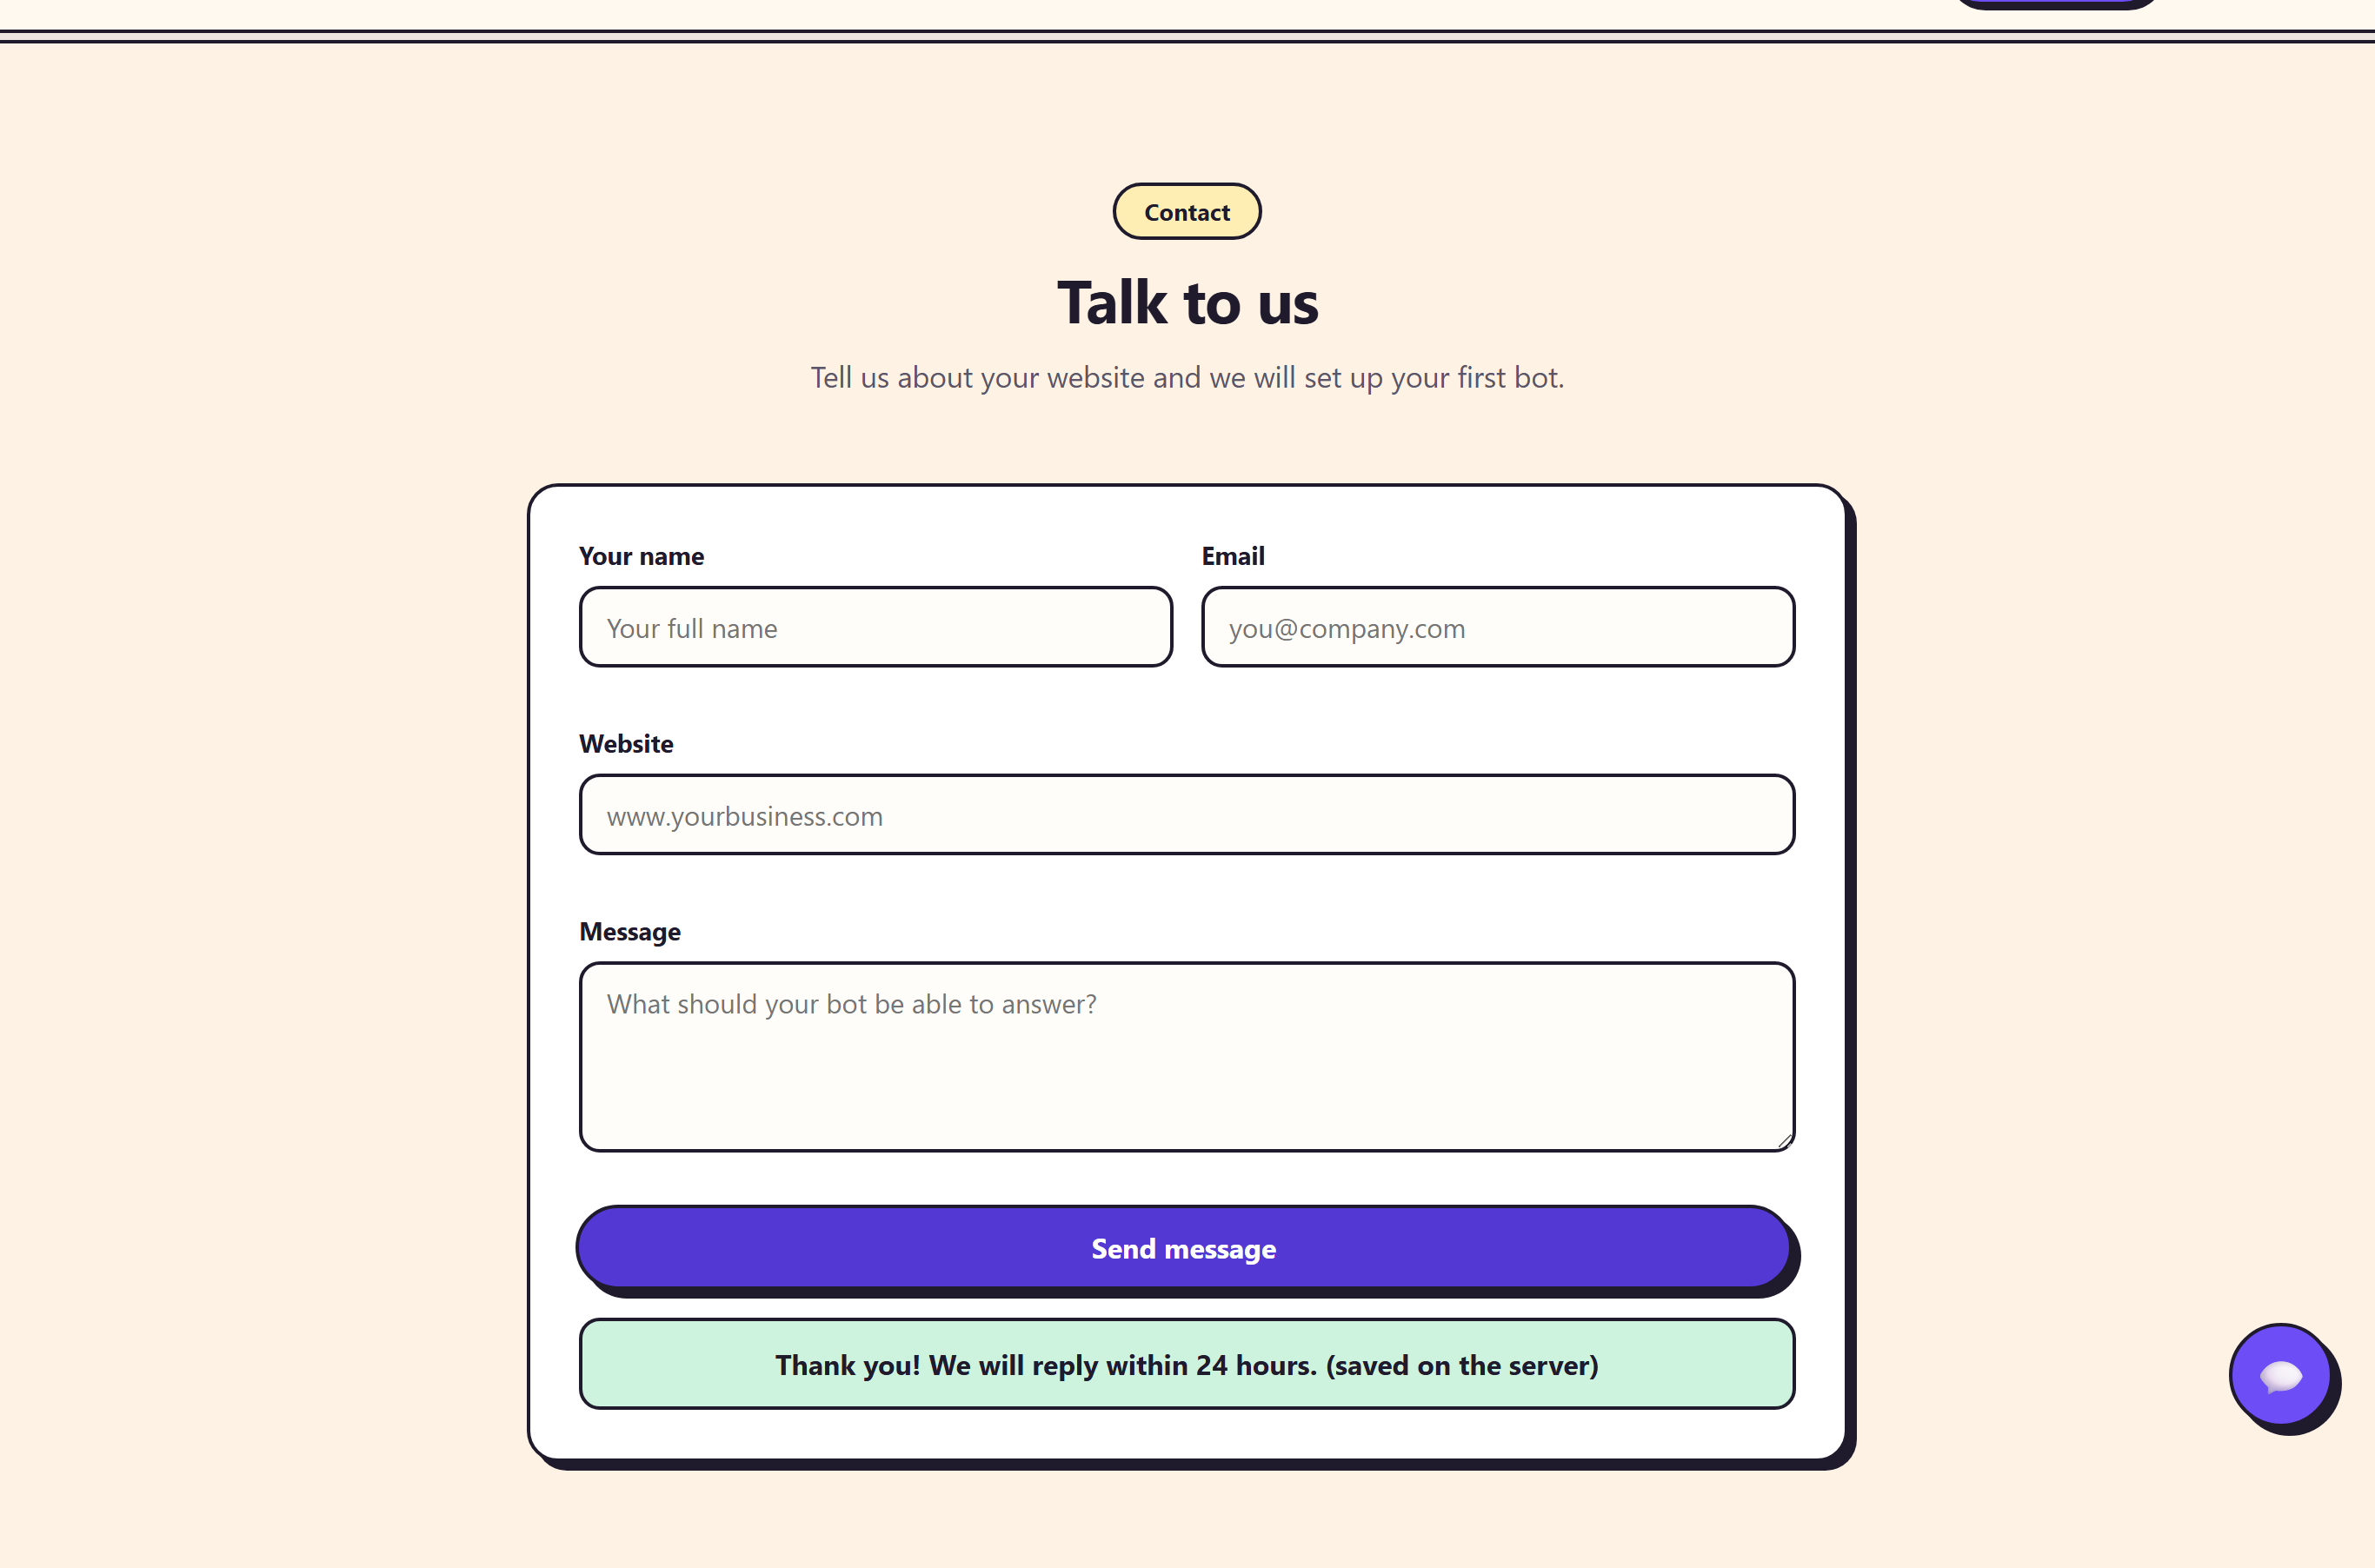 Contact
Talk to us
Tell us about your website and we will set up your first bot.
Your name
Email
Your full name
you@company.com
Website
www.yourbusiness.com
Message
What should your bot be able to answer?
Send message
Thank you! We will reply within 24 hours. (saved on the server)